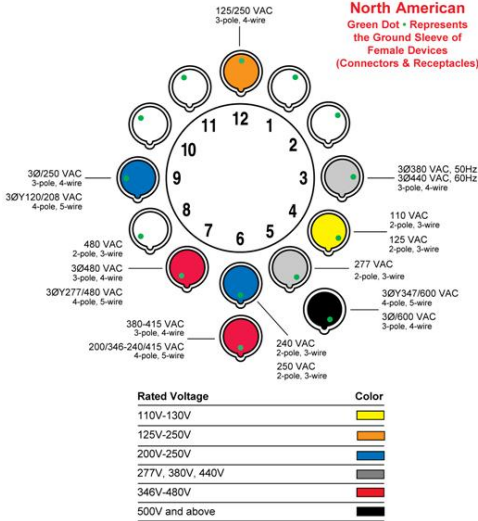 North American
Green Dot • Represents
the Ground Sleeve of
Female Devices
(Connectors & Receptacles)
125/250 VAC
3-pole, 4-wire
12
1
2
3
4
5
6
7
8
9
10
11
3Ø380 VAC, 50Hz
3Ø440 VAC, 60Hz
3-pole, 4-wire
110 VAC
2-pole, 3-wire
125 VAC
2-pole, 3-wire
277 VAC
2-pole, 3-wire
3ØY347/600 VAC
4-pole, 5-wire
3Ø/600 VAC
3-pole, 4-wire
240 VAC
2-pole, 3-wire
250 VAC
2-pole, 3-wire
380-415 VAC
3-pole, 4-wire
200/346-240/415 VAC
4-pole, 5-wire
480 VAC
2-pole, 3-wire
3Ø480 VAC
3-pole, 4-wire
3ØY277/480 VAC
4-pole, 5-wire
3Ø/250 VAC
3-pole, 4-wire
3ØY120/208 VAC
4-pole, 5-wire
Rated Voltage Color
110V-130V
125V-250V
200V-250V
277V, 380V, 440V
346V-480V
500V and above